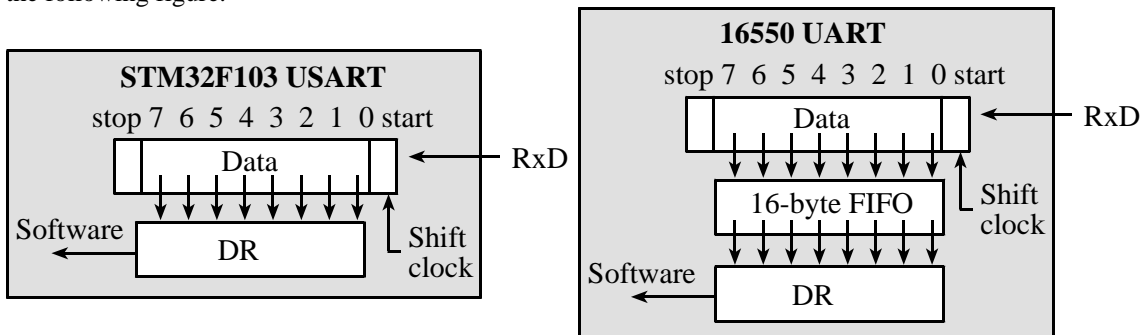 the following figure.
STM32F103 USART
stop 7 6 5 4 3 2 1 0 start
Data
RxD
Shift
clock
DR
Software
16550 UART
stop 7 6 5 4 3 2 1 0 start
Data
RxD
16-byte FIFO
Shift
clock
DR
Software